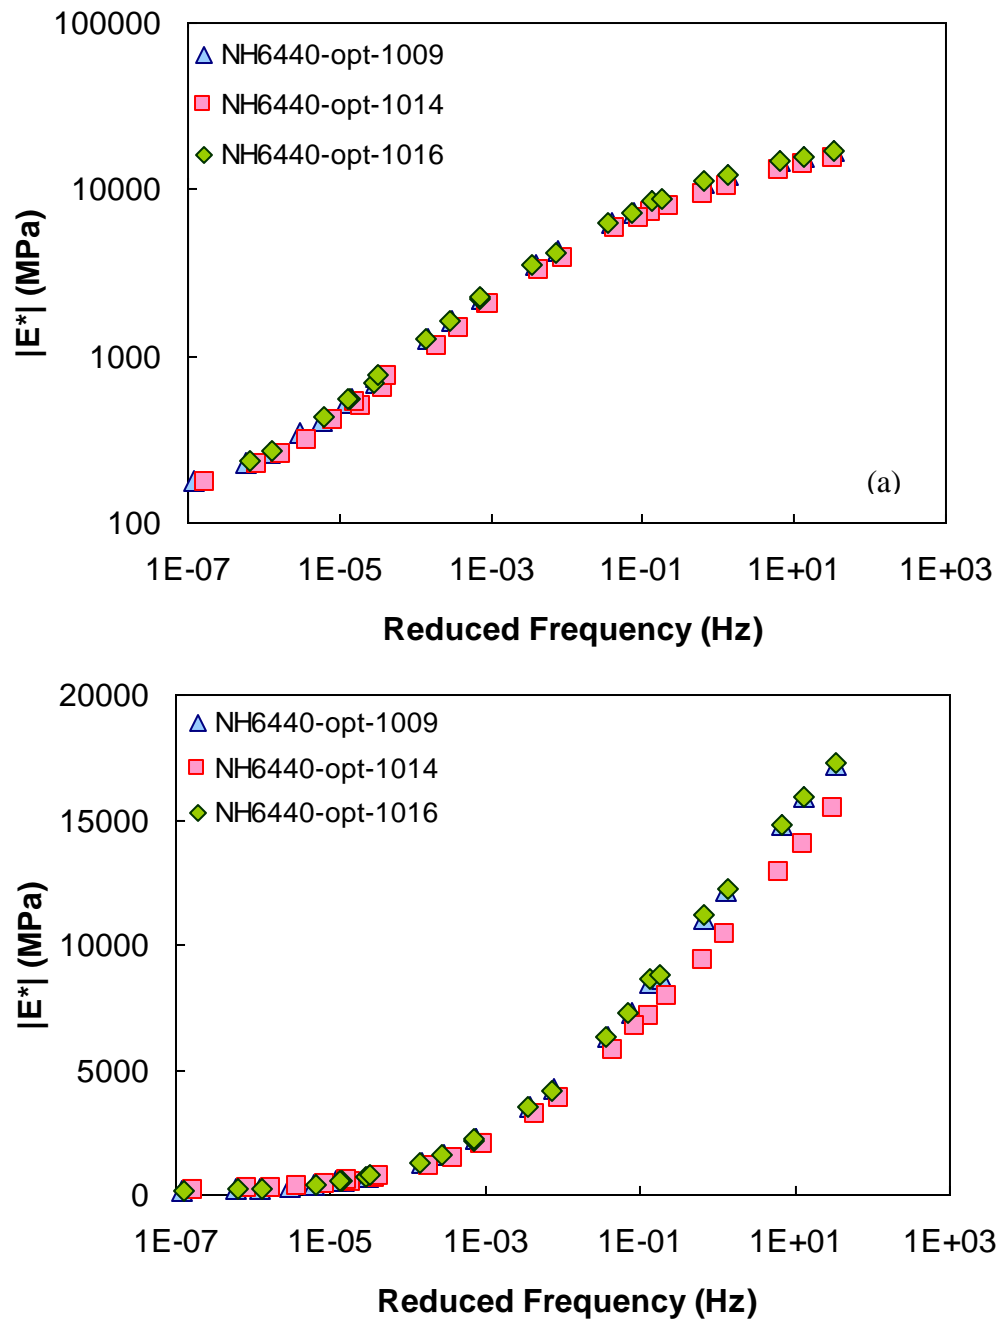 100000
NH6440-opt-1009
NH6440-opt-1014
NH6440-opt-1016
10000
|E*| (MPa)
1000
(a)
100
1E-07 1E-05 1E-03 1E-01 1E+01 1E+03
Reduced Frequency (Hz)
20000
NH6440-opt-1009
NH6440-opt-1014
NH6440-opt-1016
15000
|E*| (MPa)
10000
5000
0
1E-07 1E-05 1E-03 1E-01 1E+01 1E+03
Reduced Frequency (Hz)